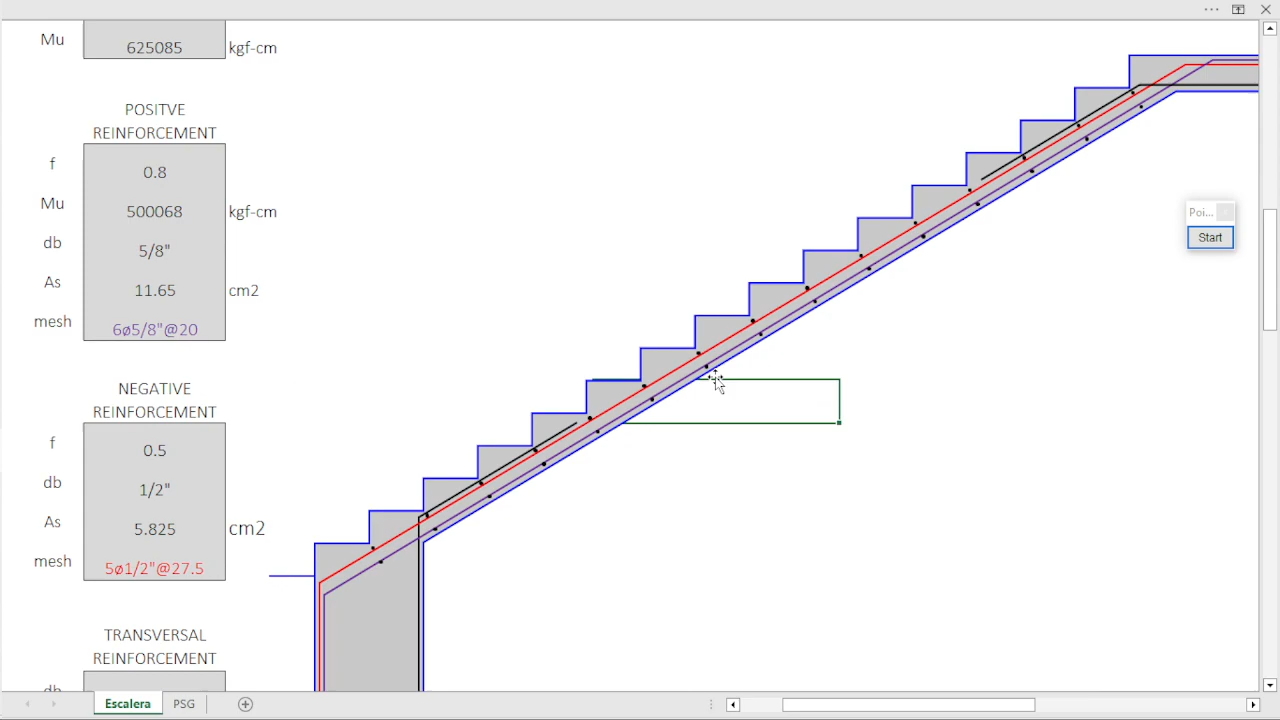 Mu 625085 kgf-cm
POSITVE
REINFORCEMENT
f 0.8
Mu 500068 kgf-cm
db 5/8"
As 11.65 cm2
mesh 6ø5/8"@20
NEGATIVE
REINFORCEMENT
f 0.5
db 1/2"
As 5.825 cm2
mesh 5ø1/2"@27.5
TRANSVERSAL
REINFORCEMENT
Poi...
Start
Escalera PSG